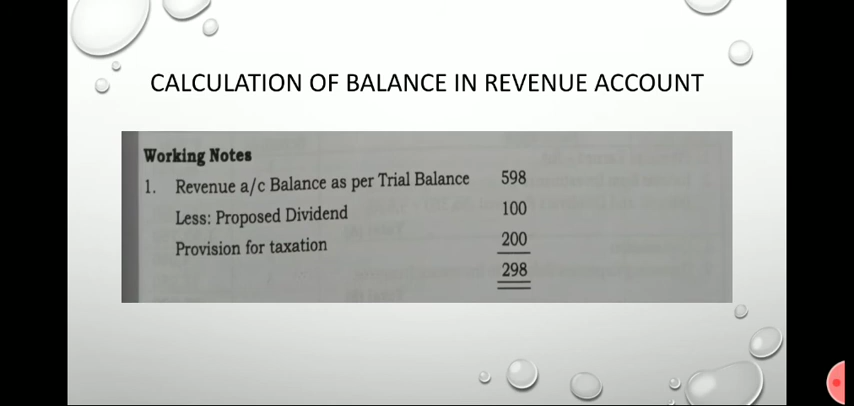 CALCULATION OF BALANCE IN REVENUE ACCOUNT
Working Notes
1. Revenue a/c Balance as per Trial Balance 598
Less: Proposed Dividend 100
Provision for taxation 200
298